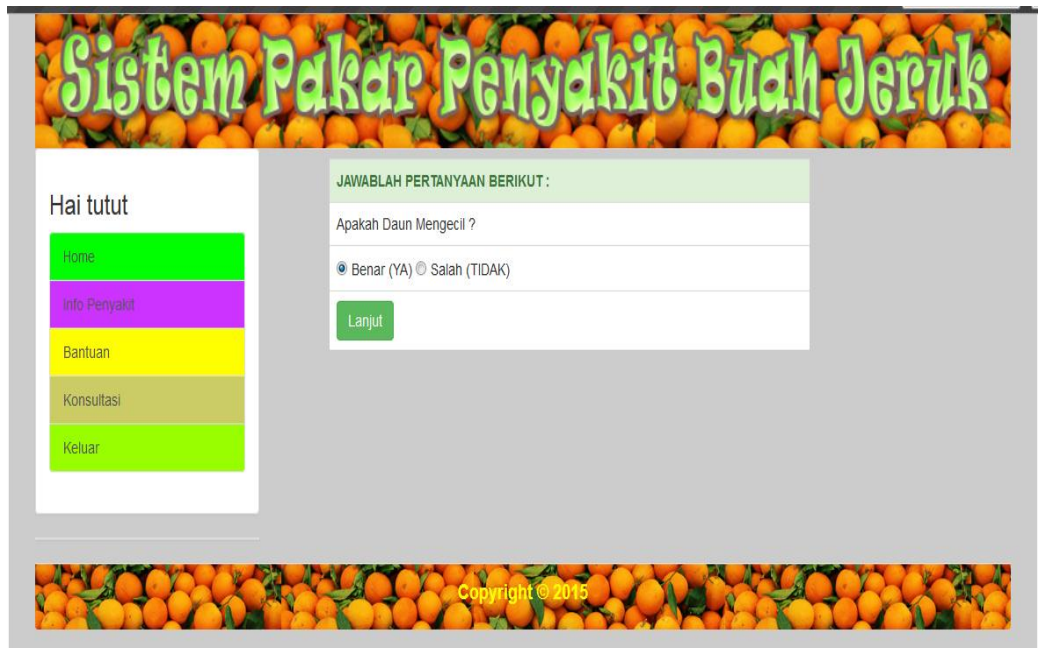 Sistem Pakar Penyakit Buah Jeruk
Hai tutut
Home
Info Penyakit
Bantuan
Konsultasi
Keluar
JAWABLAH PERTANYAAN BERIKUT :
Apakah Daun Mengecil ?
Benar (YA) Salah (TIDAK)
Lanjut
Copyright © 2015